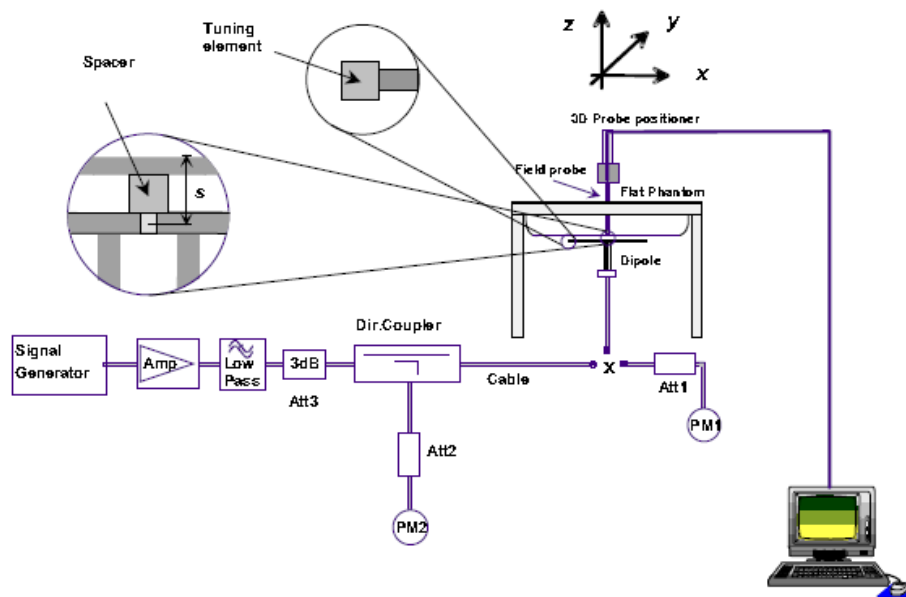 Tuning
element
Spacer
s
z
y
x
3D Probe positioner
Field probe
Flat Phantom
Dipole
Signal
Generator
Amp
Low
Pass
3dB
Att3
Dir.Coupler
Cable
x
Att1
PM1
Att2
PM2